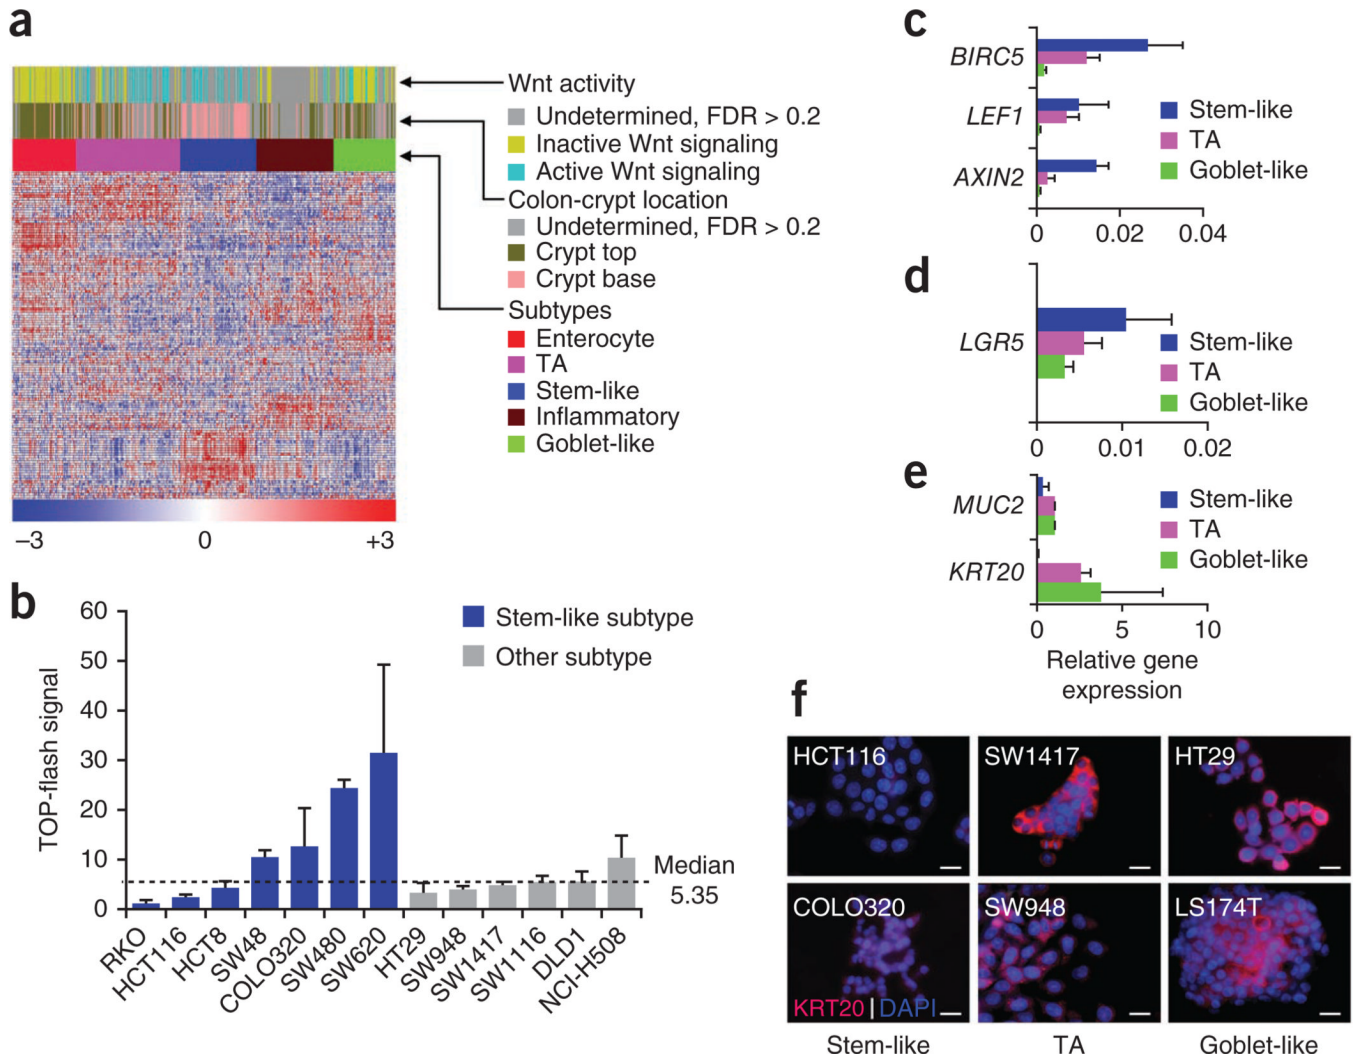 a
Wnt activity
Undetermined, FDR > 0.2
Inactive Wnt signaling
Active Wnt signaling
Colon-crypt location
Undetermined, FDR > 0.2
Crypt top
Crypt base
Subtypes
Enterocyte
TA
Stem-like
Inflammatory
Goblet-like
–3 0 +3
b
60
50
40
30
20
10
0
TOP-flash signal
Stem-like subtype
Other subtype
Median
5.35
RKO
HCT116
HCT8
SW48
COLO320
SW480
SW620
HT29
SW948
SW1417
SW1116
DLD1
NCI-H508
c
BIRC5
LEF1
AXIN2
Stem-like
TA
Goblet-like
0 0.02 0.04
d
LGR5
Stem-like
TA
Goblet-like
0 0.01 0.02
e
MUC2
KRT20
Stem-like
TA
Goblet-like
0 5 10
Relative gene
expression
f
HCT116 SW1417 HT29
COLO320 SW948 LS174T
KRT20 | DAPI
Stem-like TA Goblet-like